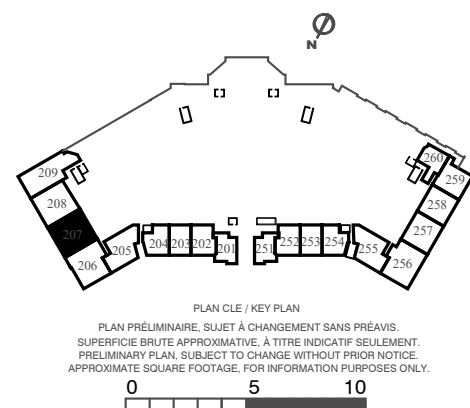 N
209
260
259
208
258
207
257
206
205
204 203 202
201
251
252 253 254
255
256
PLAN CLE / KEY PLAN
PLAN PRÉLIMINAIRE, SUJET À CHANGEMENT SANS PRÉAVIS.
SUPERFICIE BRUTE APPROXIMATIVE, À TITRE INDICATIF SEULEMENT.
PRELIMINARY PLAN, SUBJECT TO CHANGE WITHOUT PRIOR NOTICE.
APPROXIMATE SQUARE FOOTAGE, FOR INFORMATION PURPOSES ONLY.
0 5 10